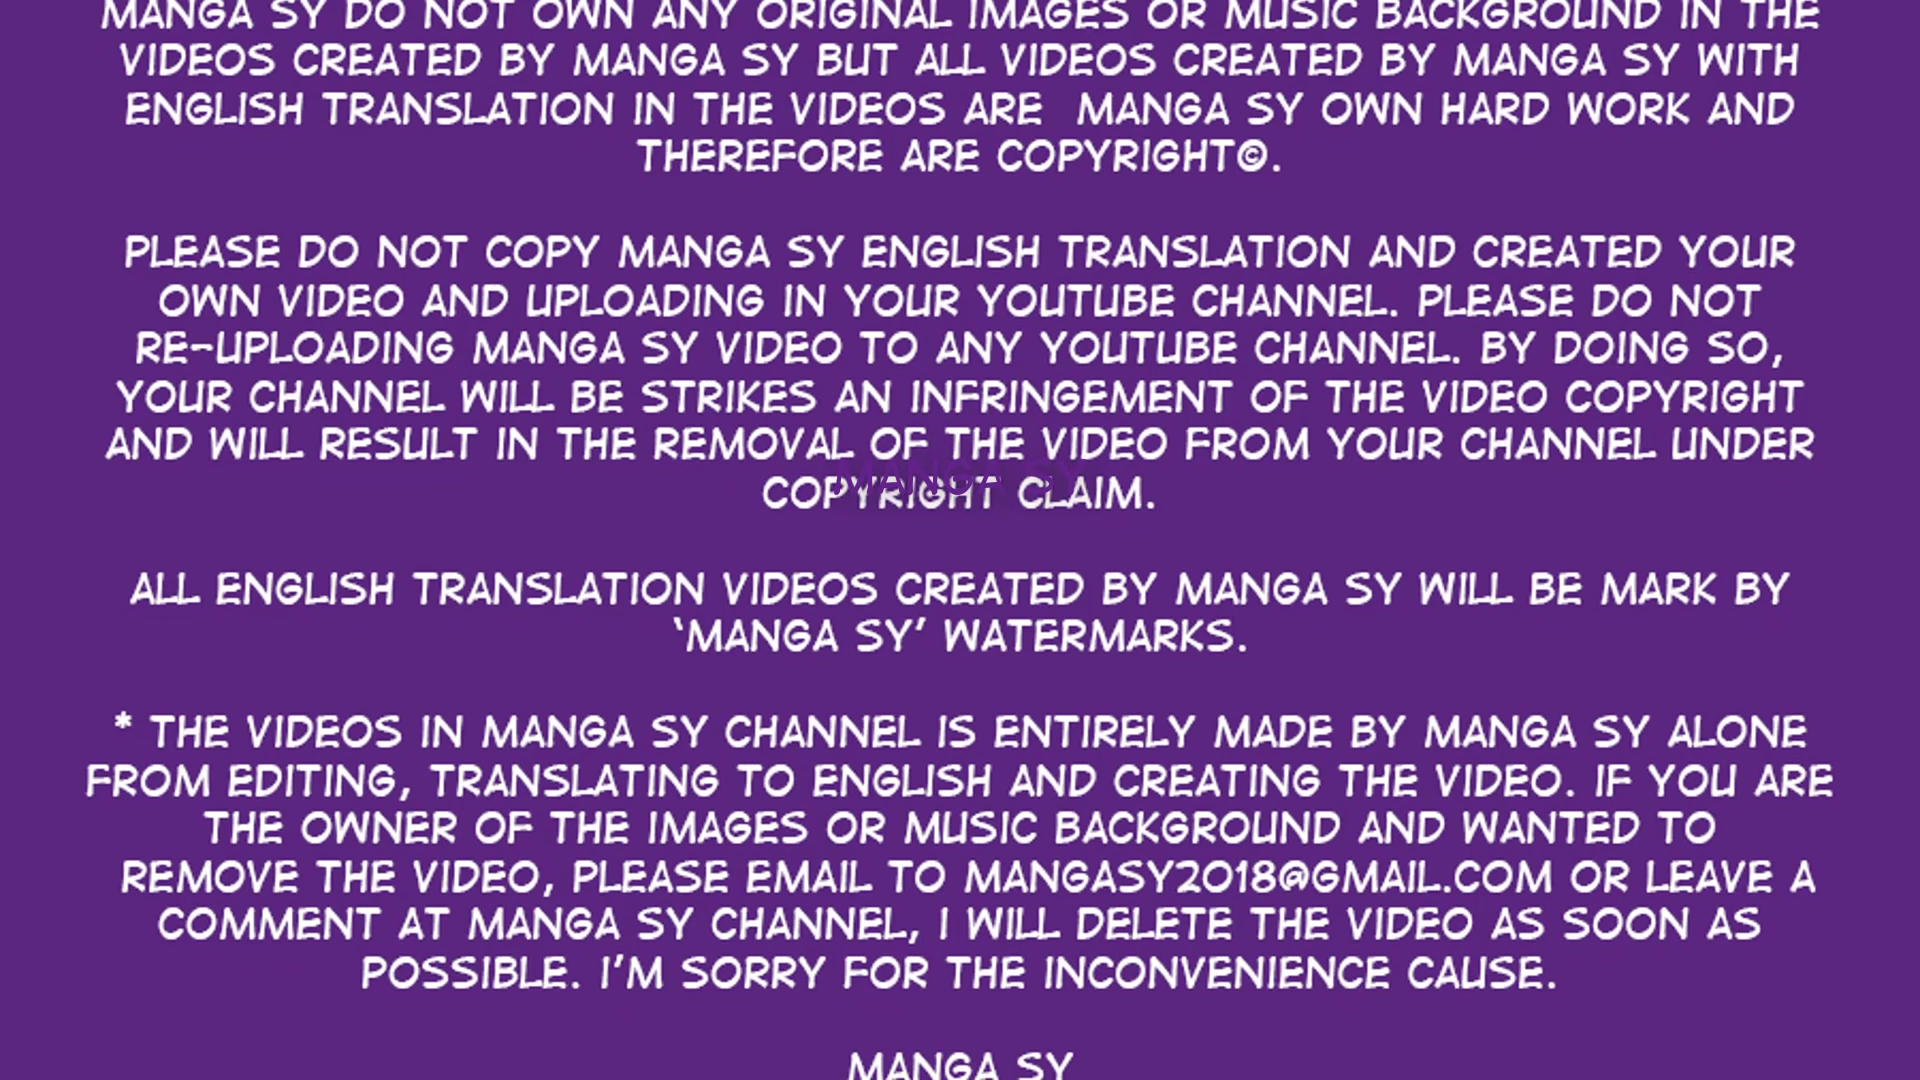 MANGA SY DO NOT OWN ANY ORIGINAL IMAGES OR MUSIC BACKGROUND IN THE
VIDEOS CREATED BY MANGA SY BUT ALL VIDEOS CREATED BY MANGA SY WITH
ENGLISH TRANSLATION IN THE VIDEOS ARE MANGA SY OWN HARD WORK AND
THEREFORE ARE COPYRIGHT©.
PLEASE DO NOT COPY MANGA SY ENGLISH TRANSLATION AND CREATED YOUR
OWN VIDEO AND UPLOADING IN YOUR YOUTUBE CHANNEL. PLEASE DO NOT
RE-UPLOADING MANGA SY VIDEO TO ANY YOUTUBE CHANNEL. BY DOING SO,
YOUR CHANNEL WILL BE STRIKES AN INFRINGEMENT OF THE VIDEO COPYRIGHT
AND WILL RESULT IN THE REMOVAL OF THE VIDEO FROM YOUR CHANNEL UNDER
MANGA SY
COPYRIGHT CLAIM.
ALL ENGLISH TRANSLATION VIDEOS CREATED BY MANGA SY WILL BE MARK BY
'MANGA SY' WATERMARKS.
* THE VIDEOS IN MANGA SY CHANNEL IS ENTIRELY MADE BY MANGA SY ALONE
FROM EDITING, TRANSLATING TO ENGLISH AND CREATING THE VIDEO. IF YOU ARE
THE OWNER OF THE IMAGES OR MUSIC BACKGROUND AND WANTED TO
REMOVE THE VIDEO, PLEASE EMAIL TO MANGASY2018@GMAIL.COM OR LEAVE A
COMMENT AT MANGA SY CHANNEL, I WILL DELETE THE VIDEO AS SOON AS
POSSIBLE. I'M SORRY FOR THE INCONVENIENCE CAUSE.
MANGA SY